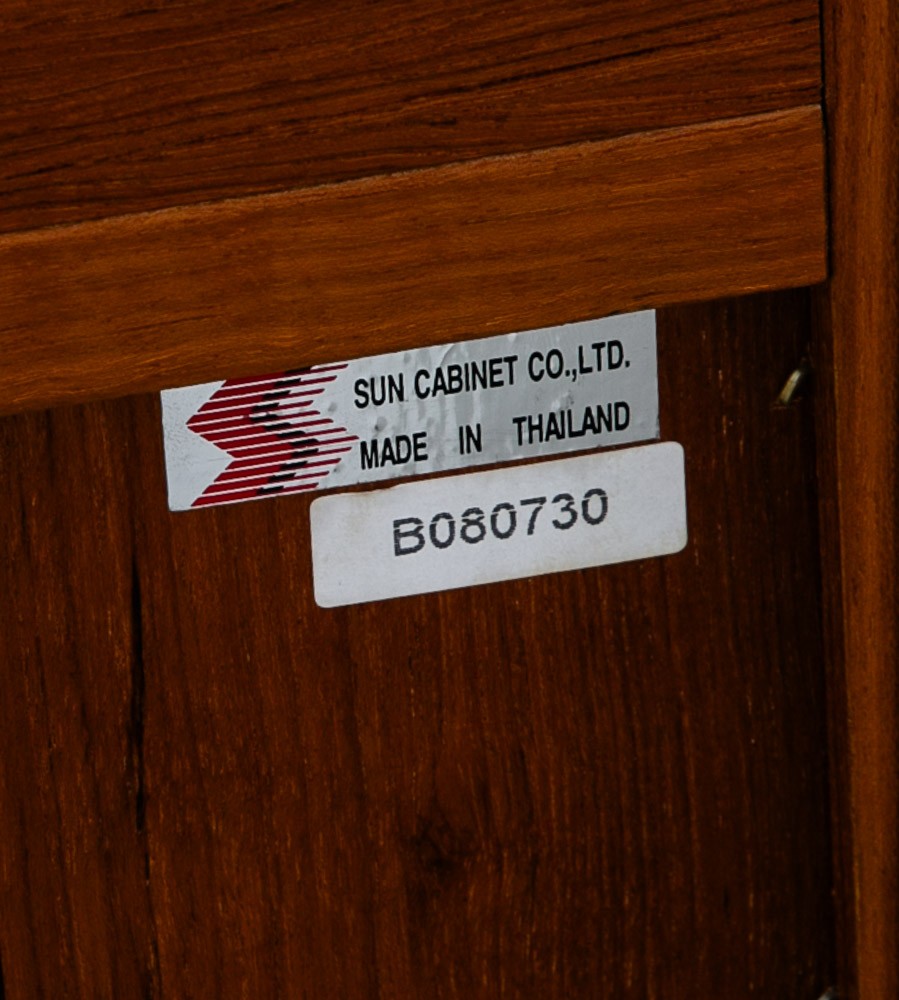 SUN CABINET CO.,LTD.
MADE IN THAILAND
B080730